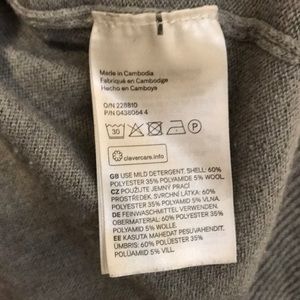 Made in Cambodia
Fabriqué en Cambodge
Hecho en Camboya
O/N 228810
P/N 0438064 4
30
P
clevercare.info
GB USE MILD DETERGENT. SHELL: 60%
POLYESTER 35% POLYAMIDE 5% WOOL.
CZ POUŽIJTE JEMNÝ PRACÍ
PROSTŘEDEK. SVRCHNÍ LÁTKA: 60%
POLYESTER 35% POLYAMID 5% VLNA.
DE FEINWASCHMITTEL VERWENDEN.
OBERMATERIAL: 60%
POLYESTER 35% POLYAMID 5% WOLLE.
EE KASUTA MAHEDAT PESUVAHENDIT.
ÜMBRIS: 60% POLÜESTER 35%
POLÜAMIID 5% VILL.